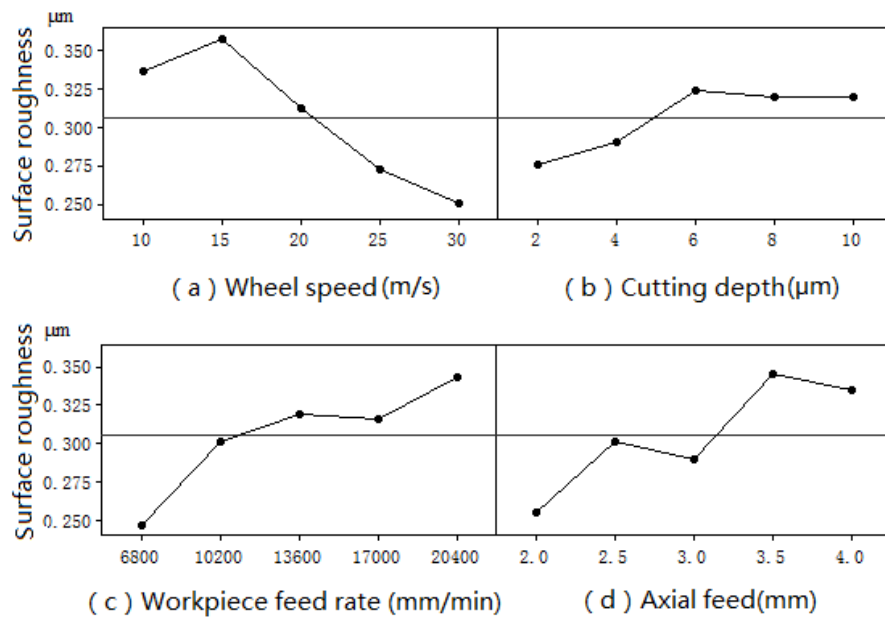 μm
Surface roughness
0.350
0.325
0.300
0.275
0.250
10 15 20 25 30 2 4 6 8 10
( a ) Wheel speed (m/s) ( b ) Cutting depth(μm)
μm
Surface roughness
0.350
0.325
0.300
0.275
0.250
6800 10200 13600 17000 20400 2.0 2.5 3.0 3.5 4.0
( c ) Workpiece feed rate (mm/min) ( d ) Axial feed(mm)